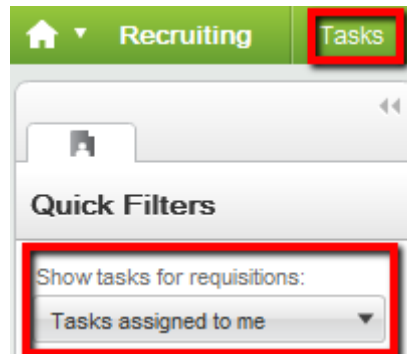 Recruiting Tasks
Quick Filters
Show tasks for requisitions:
Tasks assigned to me